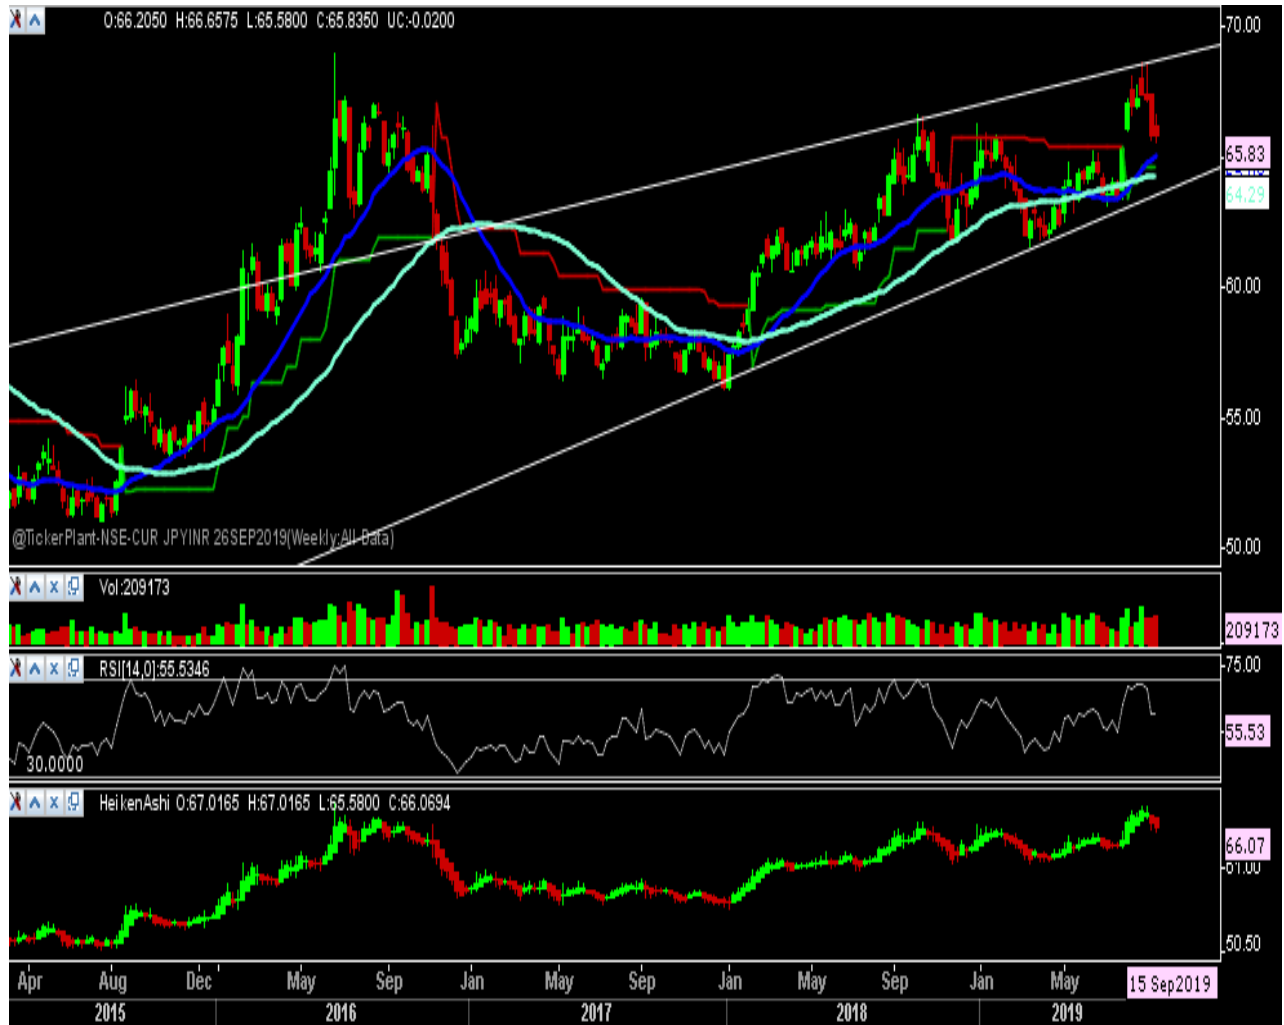 O:66.2050 H:66.6575 L:65.5800 C:65.8350 UC:-0.0200
70.00
65.83
64.29
60.00
55.00
50.00
@TickerPlant-NSE-CUR JPYINR 26SEP2019(Weekly:All Data)
Vol:209173
209173
RSI[14,0]:55.5346
75.00
55.53
30.0000
HeikenAshi O:67.0165 H:67.0165 L:65.5800 C:66.0694
66.07
61.00
50.50
Apr Aug Dec May Sep Jan May Sep Jan May Sep Jan May 15 Sep2019
2015 2016 2017 2018 2019